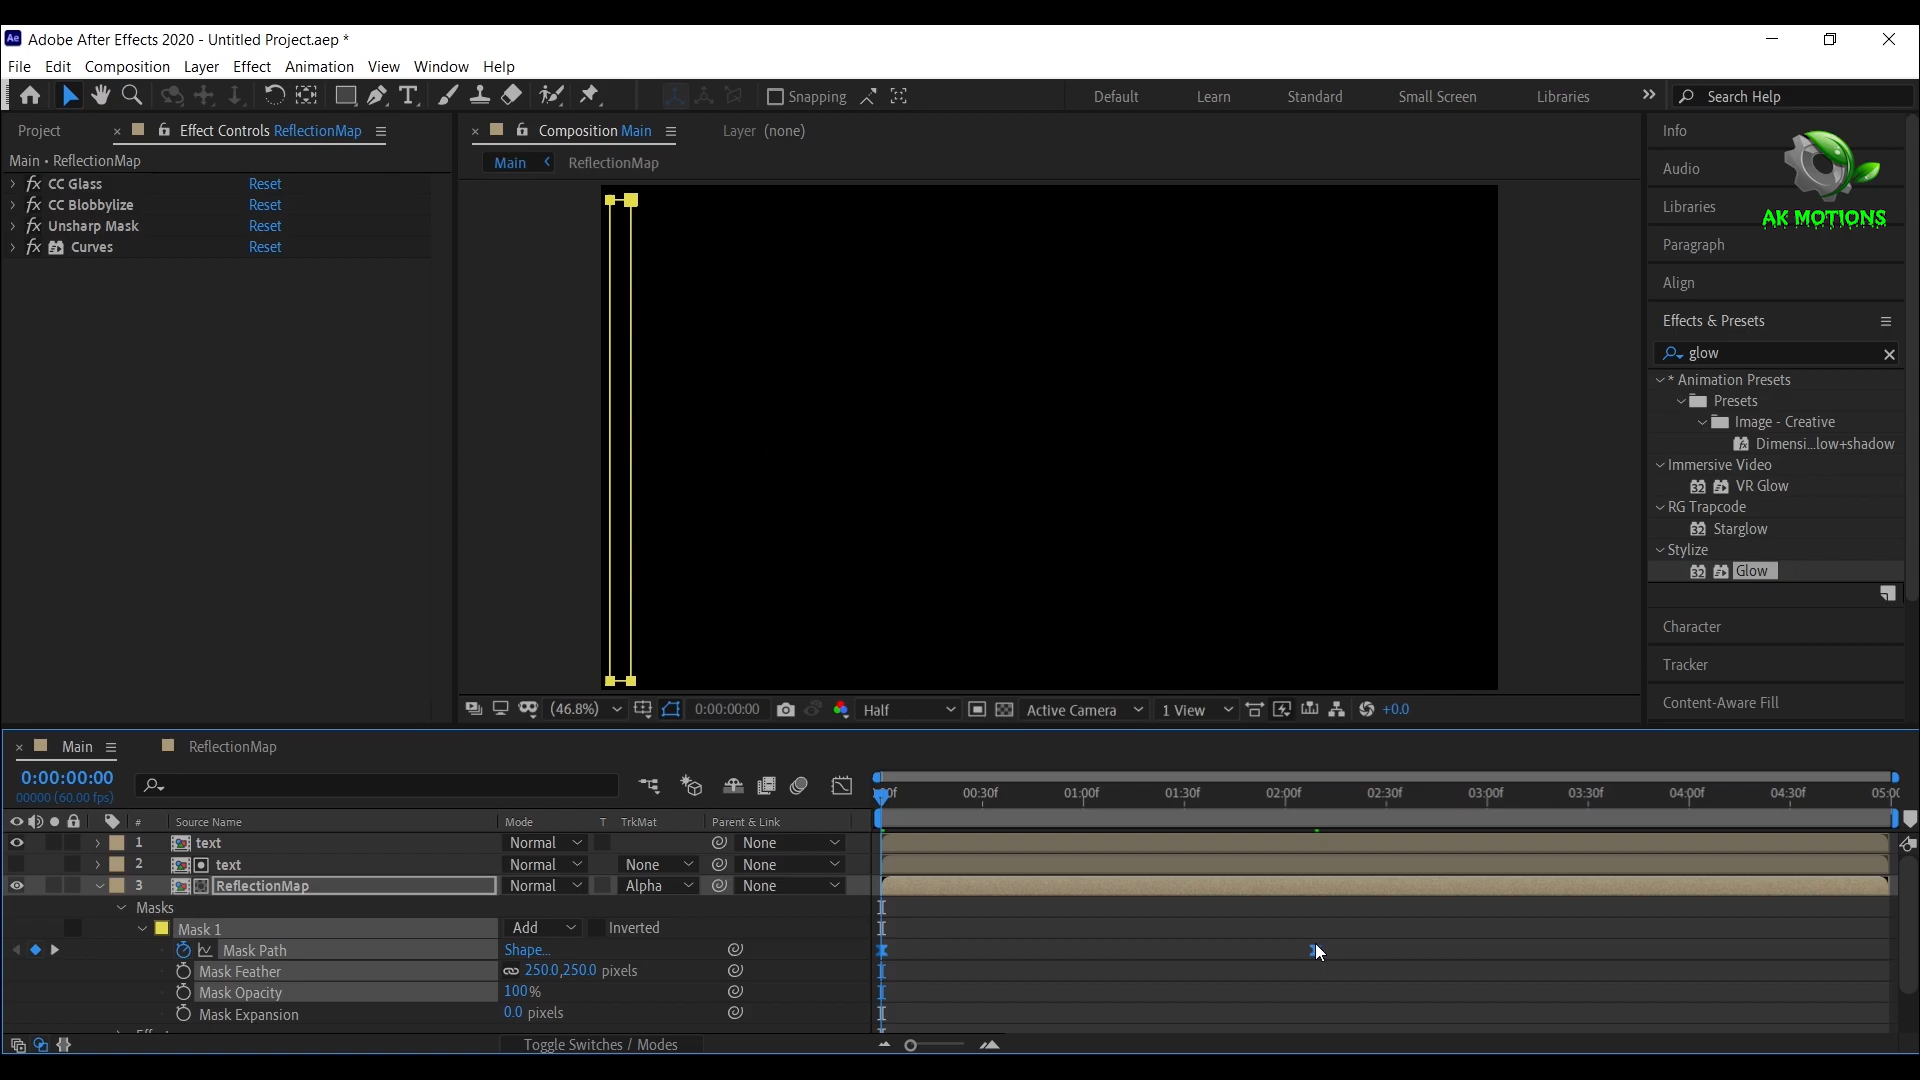 Ae Adobe After Effects 2020 - Untitled Project.aep *
File Edit Composition Layer Effect Animation View Window Help
Snapping Default Learn Standard Small Screen Libraries Search Help
Project Effect Controls ReflectionMap
Main • ReflectionMap
fx CC Glass Reset
fx CC Blobbylize Reset
fx Unsharp Mask Reset
fx Curves Reset
Composition Main Layer (none)
Main ReflectionMap
(46.8%) 0:00:00:00 Half Active Camera 1 View +0.0
Info
Audio
Libraries
Paragraph
Align
AK MOTIONS
Effects & Presets
glow
* Animation Presets
Presets
Image - Creative
Dimensi...low+shadow
Immersive Video
32 VR Glow
RG Trapcode
32 Starglow
Stylize
32 Glow
Character
Tracker
Content-Aware Fill
Main ReflectionMap
0:00:00:00
00000 (60.00 fps)
00f 00:30f 01:00f 01:30f 02:00f 02:30f 03:00f 03:30f 04:00f 04:30f 05:00
# Source Name Mode T TrkMat Parent & Link
1 text Normal None
2 text Normal None None
3 ReflectionMap Normal Alpha None
Masks
Mask 1 Add Inverted
Mask Path Shape...
Mask Feather 250.0,250.0 pixels
Mask Opacity 100%
Mask Expansion 0.0 pixels
Toggle Switches / Modes